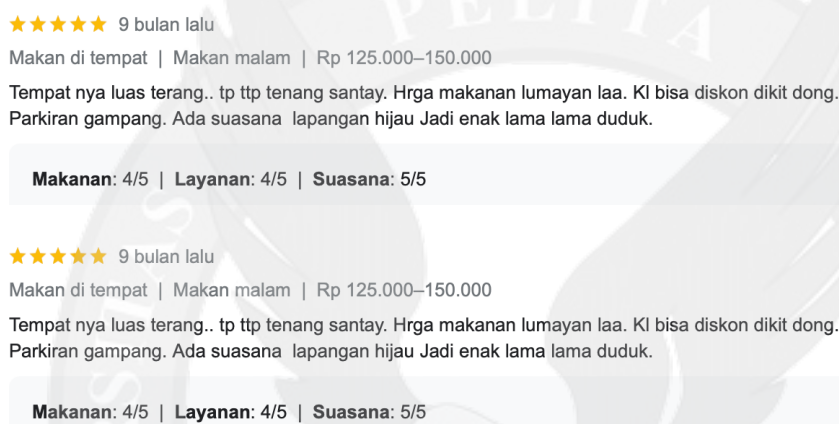 PELITA
★★★★★ 9 bulan lalu
Makan di tempat | Makan malam | Rp 125.000–150.000
Tempat nya luas terang.. tp ttp tenang santay. Hrga makanan lumayan laa. Kl bisa diskon dikit dong.
Parkiran gampang. Ada suasana  lapangan hijau Jadi enak lama lama duduk.
Makanan: 4/5 | Layanan: 4/5 | Suasana: 5/5
★★★★★ 9 bulan lalu
Makan di tempat | Makan malam | Rp 125.000–150.000
Tempat nya luas terang.. tp ttp tenang santay. Hrga makanan lumayan laa. Kl bisa diskon dikit dong.
Parkiran gampang. Ada suasana  lapangan hijau Jadi enak lama lama duduk.
Makanan: 4/5 | Layanan: 4/5 | Suasana: 5/5